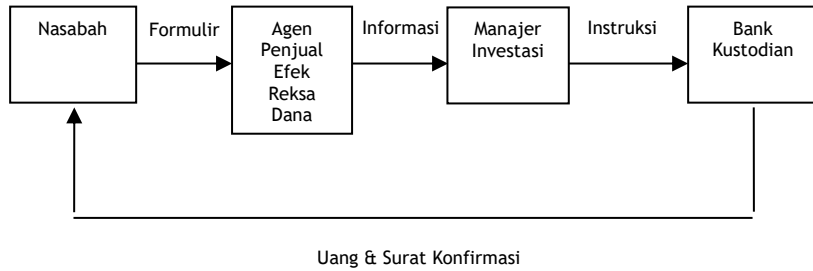 Nasabah
Formulir
Agen
Penjual
Efek
Reksa
Dana
Informasi
Manajer
Investasi
Instruksi
Bank
Kustodian
Uang & Surat Konfirmasi